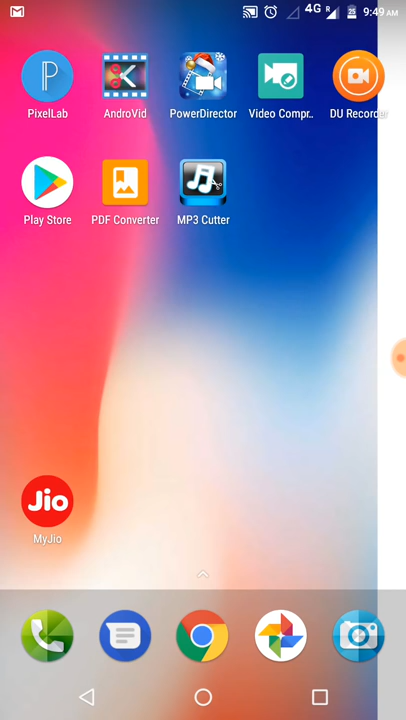 4G R
25
9:49 AM
PixelLab
AndroVid
PowerDirector
Video Compr..
DU Recorder
Play Store
PDF Converter
MP3 Cutter
Jio
MyJio